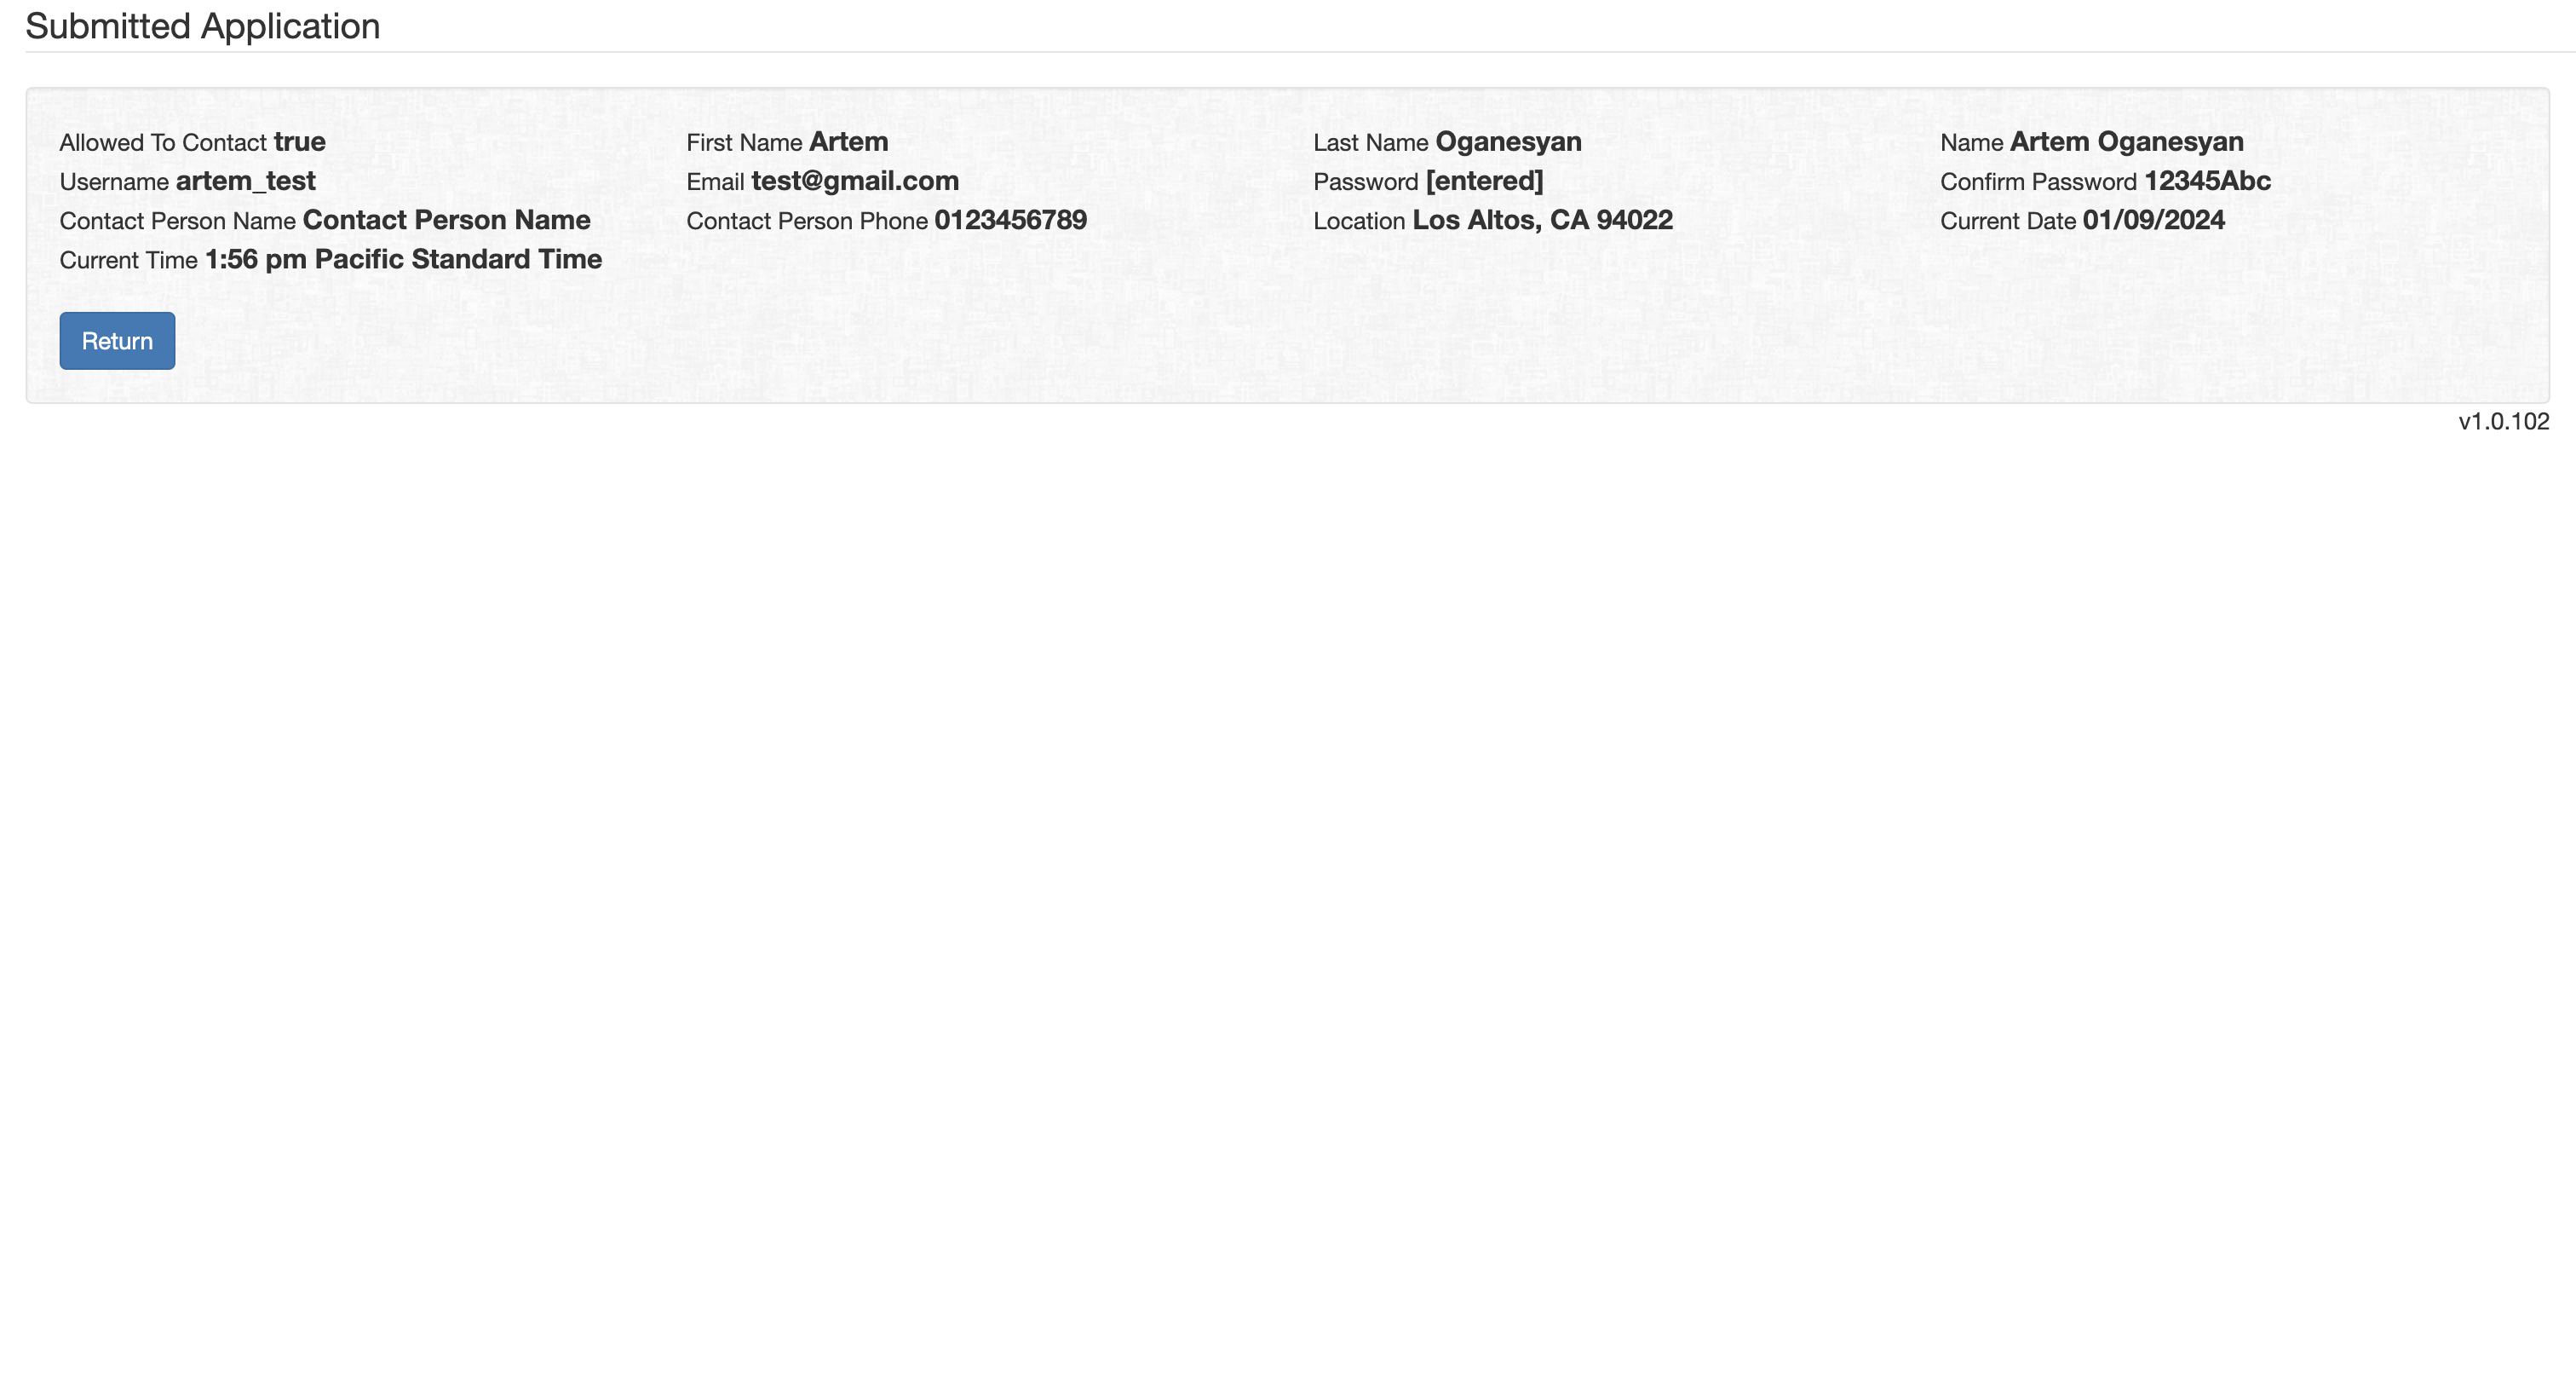 Submitted Application
Allowed To Contact true First Name Artem Last Name Oganesyan Name Artem Oganesyan
Username artem_test Email test@gmail.com Password [entered] Confirm Password 12345Abc
Contact Person Name Contact Person Name Contact Person Phone 0123456789 Location Los Altos, CA 94022 Current Date 01/09/2024
Current Time 1:56 pm Pacific Standard Time
Return
v1.0.102